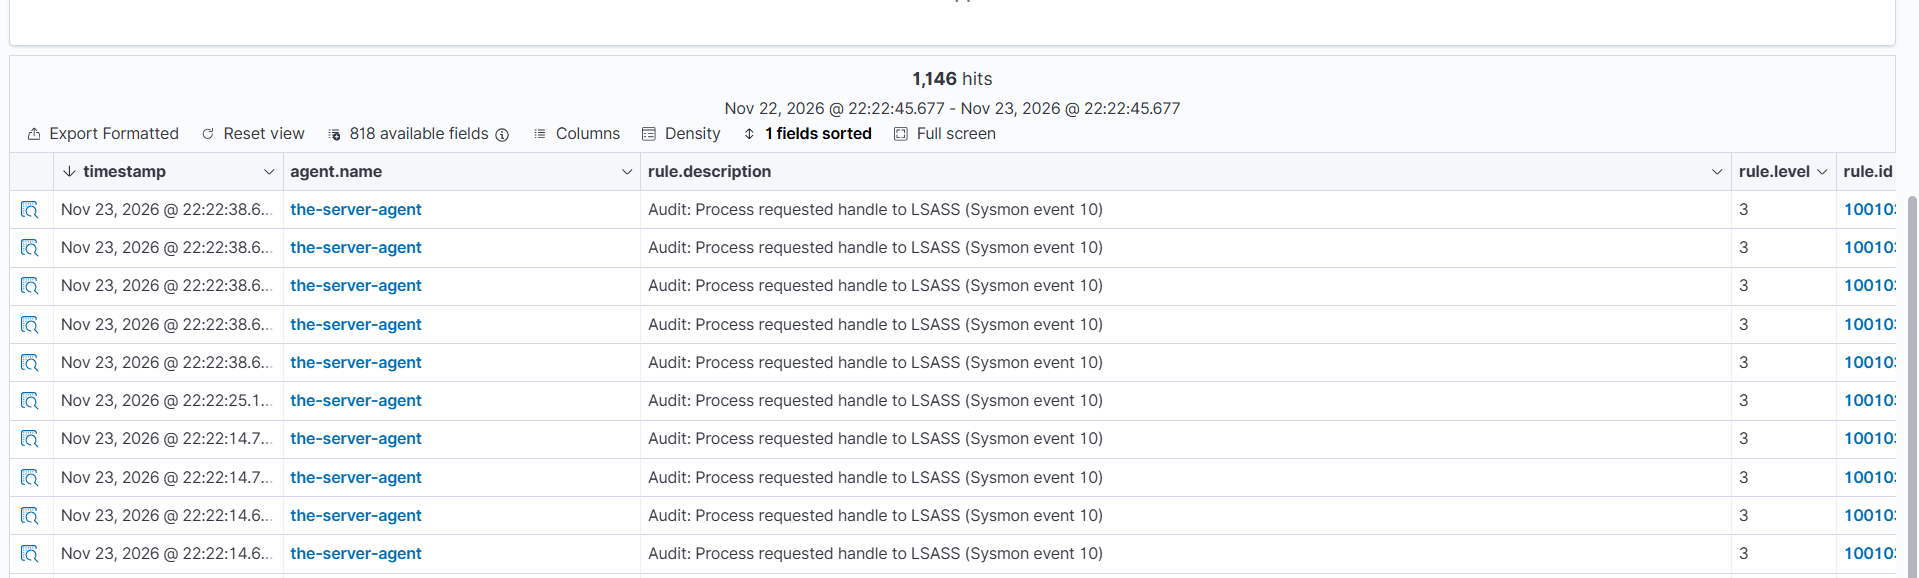 1,146 hits
Nov 22, 2026 @ 22:22:45.677 - Nov 23, 2026 @ 22:22:45.677
Export Formatted Reset view 818 available fields Columns Density 1 fields sorted Full screen
timestamp agent.name rule.description rule.level rule.id
Nov 23, 2026 @ 22:22:38.6... the-server-agent Audit: Process requested handle to LSASS (Sysmon event 10) 3 10010
Nov 23, 2026 @ 22:22:38.6... the-server-agent Audit: Process requested handle to LSASS (Sysmon event 10) 3 10010
Nov 23, 2026 @ 22:22:38.6... the-server-agent Audit: Process requested handle to LSASS (Sysmon event 10) 3 10010
Nov 23, 2026 @ 22:22:38.6... the-server-agent Audit: Process requested handle to LSASS (Sysmon event 10) 3 10010
Nov 23, 2026 @ 22:22:38.6... the-server-agent Audit: Process requested handle to LSASS (Sysmon event 10) 3 10010
Nov 23, 2026 @ 22:22:25.1... the-server-agent Audit: Process requested handle to LSASS (Sysmon event 10) 3 10010
Nov 23, 2026 @ 22:22:14.7... the-server-agent Audit: Process requested handle to LSASS (Sysmon event 10) 3 10010
Nov 23, 2026 @ 22:22:14.7... the-server-agent Audit: Process requested handle to LSASS (Sysmon event 10) 3 10010
Nov 23, 2026 @ 22:22:14.6... the-server-agent Audit: Process requested handle to LSASS (Sysmon event 10) 3 10010
Nov 23, 2026 @ 22:22:14.6... the-server-agent Audit: Process requested handle to LSASS (Sysmon event 10) 3 10010